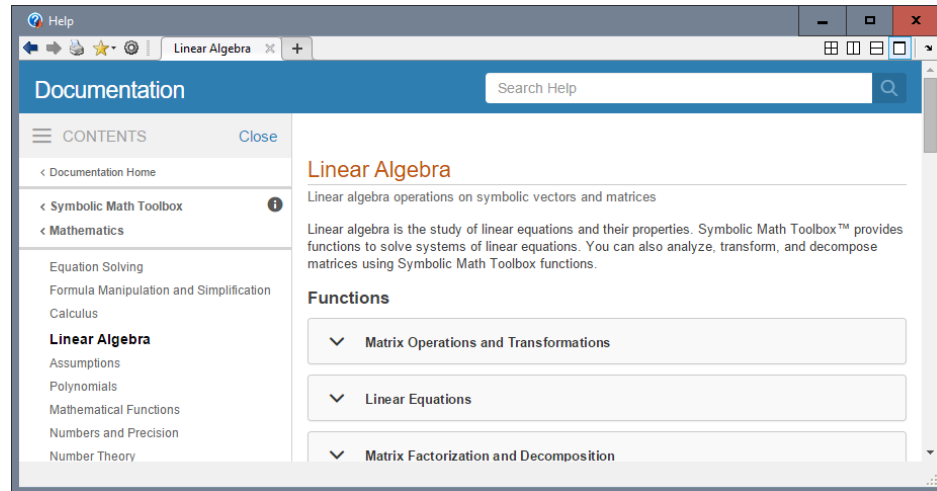 Help
Linear Algebra
Documentation
Search Help
CONTENTS
Close
< Documentation Home
< Symbolic Math Toolbox
< Mathematics
Equation Solving
Formula Manipulation and Simplification
Calculus
Linear Algebra
Assumptions
Polynomials
Mathematical Functions
Numbers and Precision
Number Theory
Linear Algebra
Linear algebra operations on symbolic vectors and matrices
Linear algebra is the study of linear equations and their properties. Symbolic Math Toolbox™ provides
functions to solve systems of linear equations. You can also analyze, transform, and decompose
matrices using Symbolic Math Toolbox functions.
Functions
Matrix Operations and Transformations
Linear Equations
Matrix Factorization and Decomposition